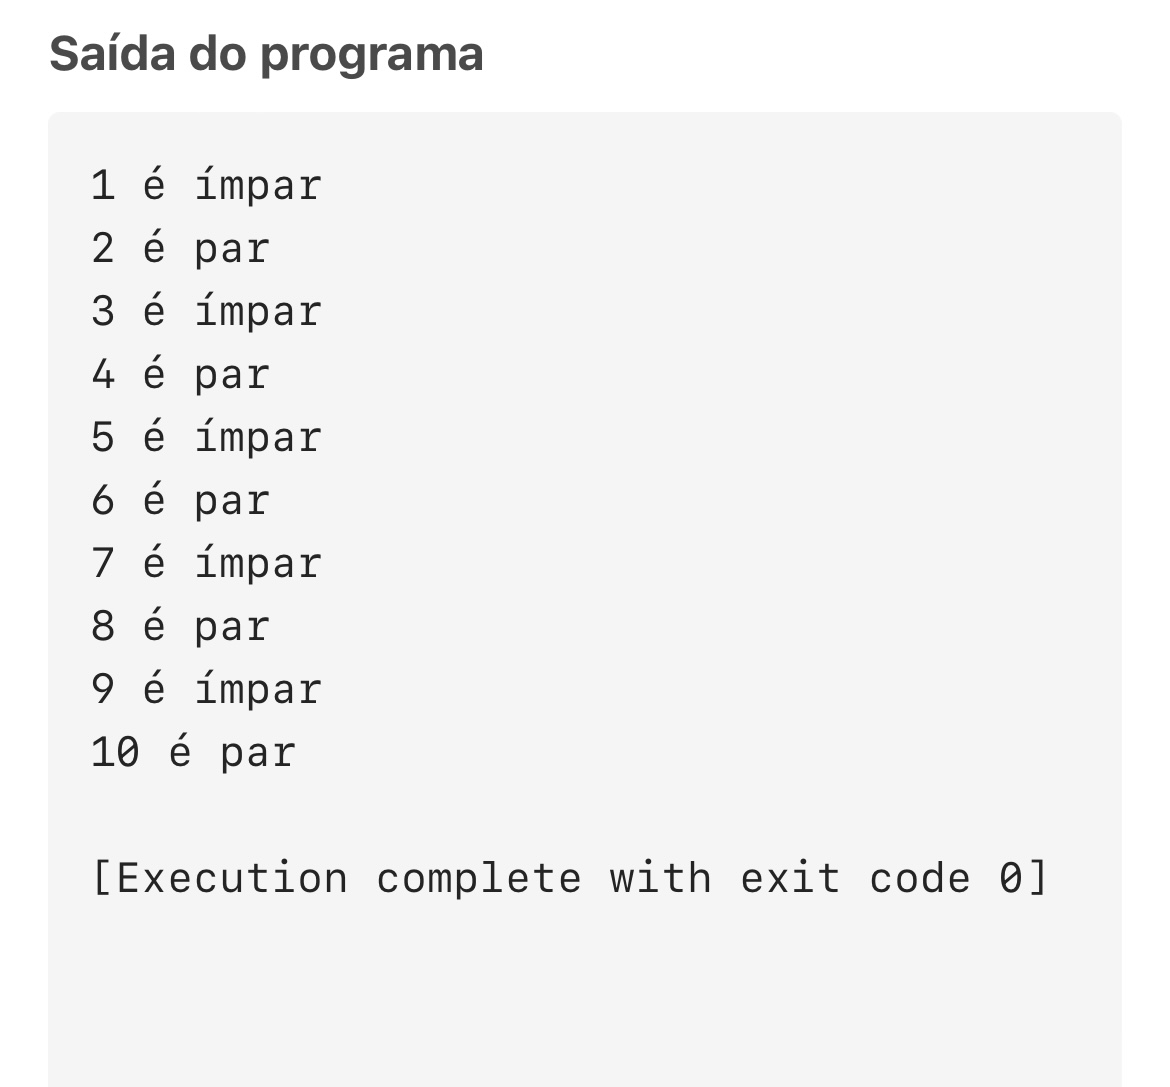 Saída do programa
1 é ímpar
2 é par
3 é ímpar
4 é par
5 é ímpar
6 é par
7 é ímpar
8 é par
9 é ímpar
10 é par
[Execution complete with exit code 0]